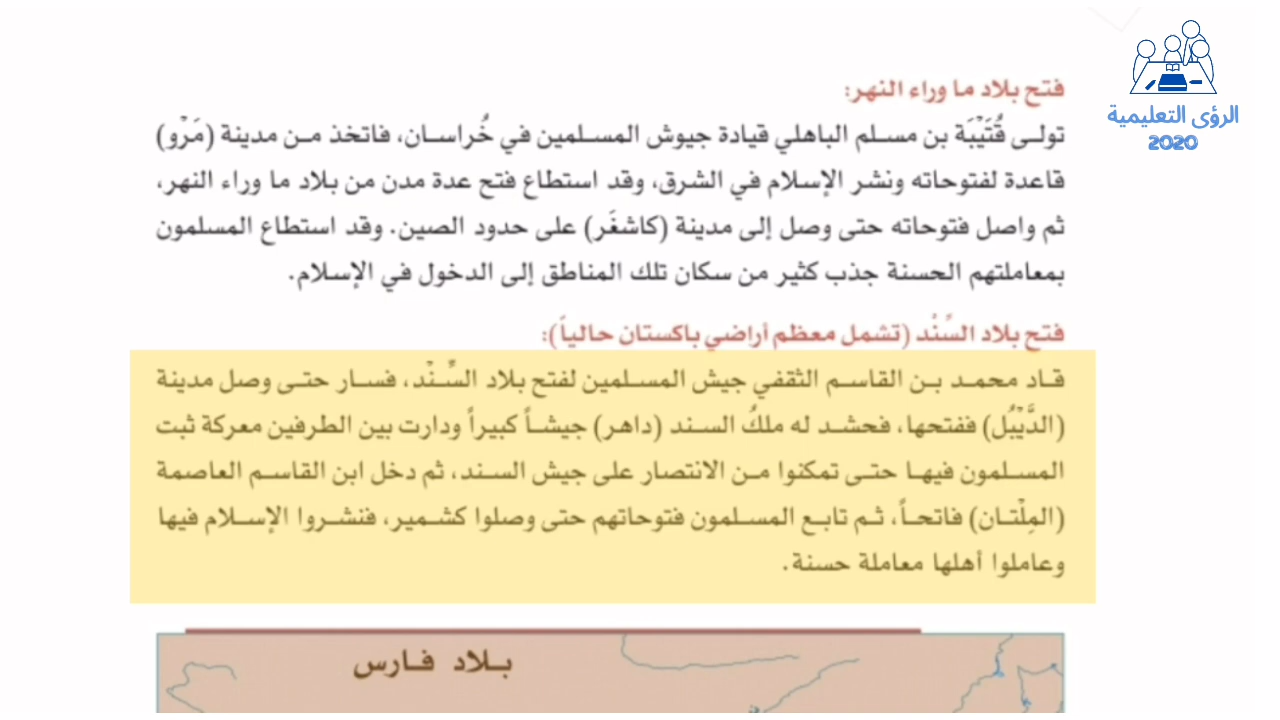 الرؤى التعليمية
2020
فتح بلاد ما وراء النهر:
تولى قُتَيْبَة بن مسلم الباهلي قيادة جيوش المسلمين في خُراسان، فاتخذ من مدينة (مَرْو)
قاعدة لفتوحاته ونشر الإسلام في الشرق، وقد استطاع فتح عدة مدن من بلاد ما وراء النهر،
ثم واصل فتوحاته حتى وصل إلى مدينة (كاشغَر) على حدود الصين. وقد استطاع المسلمون
بمعاملتهم الحسنة جذب كثير من سكان تلك المناطق إلى الدخول في الإسلام.
فتح بلاد السِّنْد (تشمل معظم أراضي باكستان حالياً):
قاد محمد بن القاسم الثقفي جيش المسلمين لفتح بلاد السِّنْد، فسار حتى وصل مدينة
(الدَّيْبُل) ففتحها، فحشد له ملكُ السند (داهر) جيشاً كبيراً ودارت بين الطرفين معركة ثبت
المسلمون فيها حتى تمكنوا من الانتصار على جيش السند، ثم دخل ابن القاسم العاصمة
(المِلْتان) فاتحاً، ثم تابع المسلمون فتوحاتهم حتى وصلوا كشمير، فنشروا الإسلام فيها
وعاملوا أهلها معاملة حسنة.
بلاد فارس